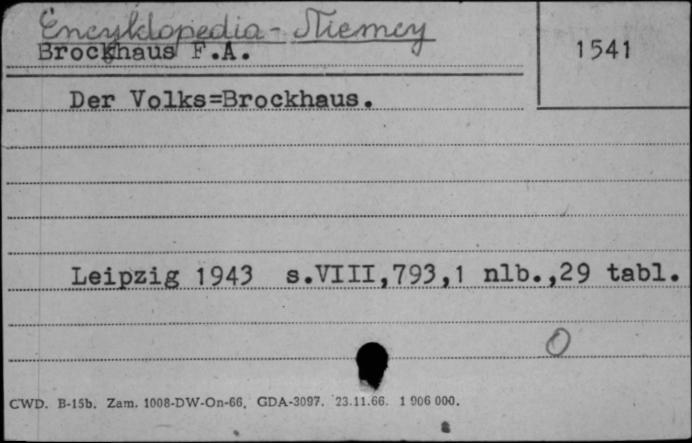 Encyklopedia - Niemcy
Brockhaus F.A.
1541
Der Volks=Brockhaus.
Leipzig 1943 s.VIII,793,1 nlb.,29 tabl.
O
CWD. B-15b. Zam. 1008-DW-On-66. GDA-3097. 23.11.66. 1 906 000.